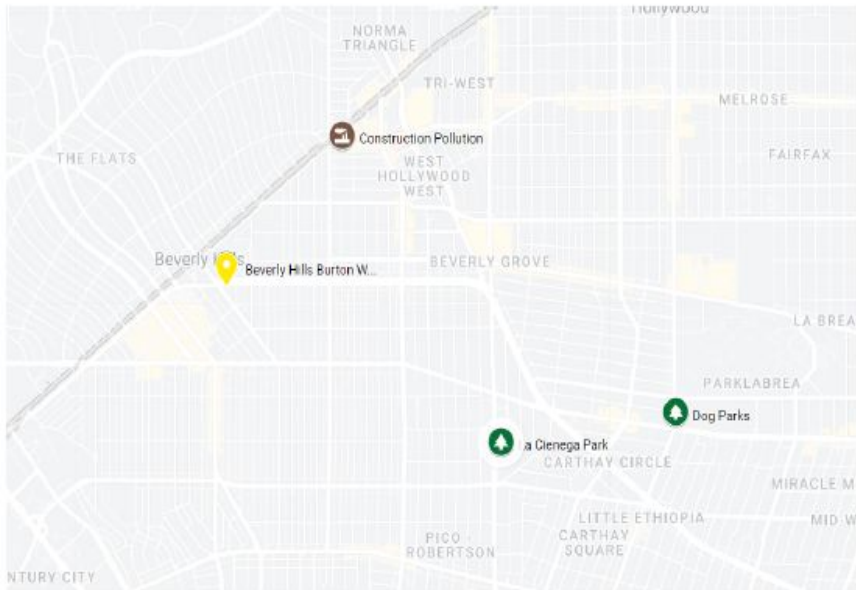 Hollywood
NORMA
TRIANGLE
TRI-WEST
MELROSE
Construction Pollution
THE FLATS
WEST
HOLLYWOOD
WEST
FAIRFAX
Beverly Hills
Beverly Hills Burton W...
BEVERLY GROVE
LA BREA
PARKLABREA
Dog Parks
a Cienega Park
CARTHAY CIRCLE
MIRACLE M
LITTLE ETHIOPIA
MID W
CARTHAY
SQUARE
PICO -
ROBERTSON
NTURY CITY